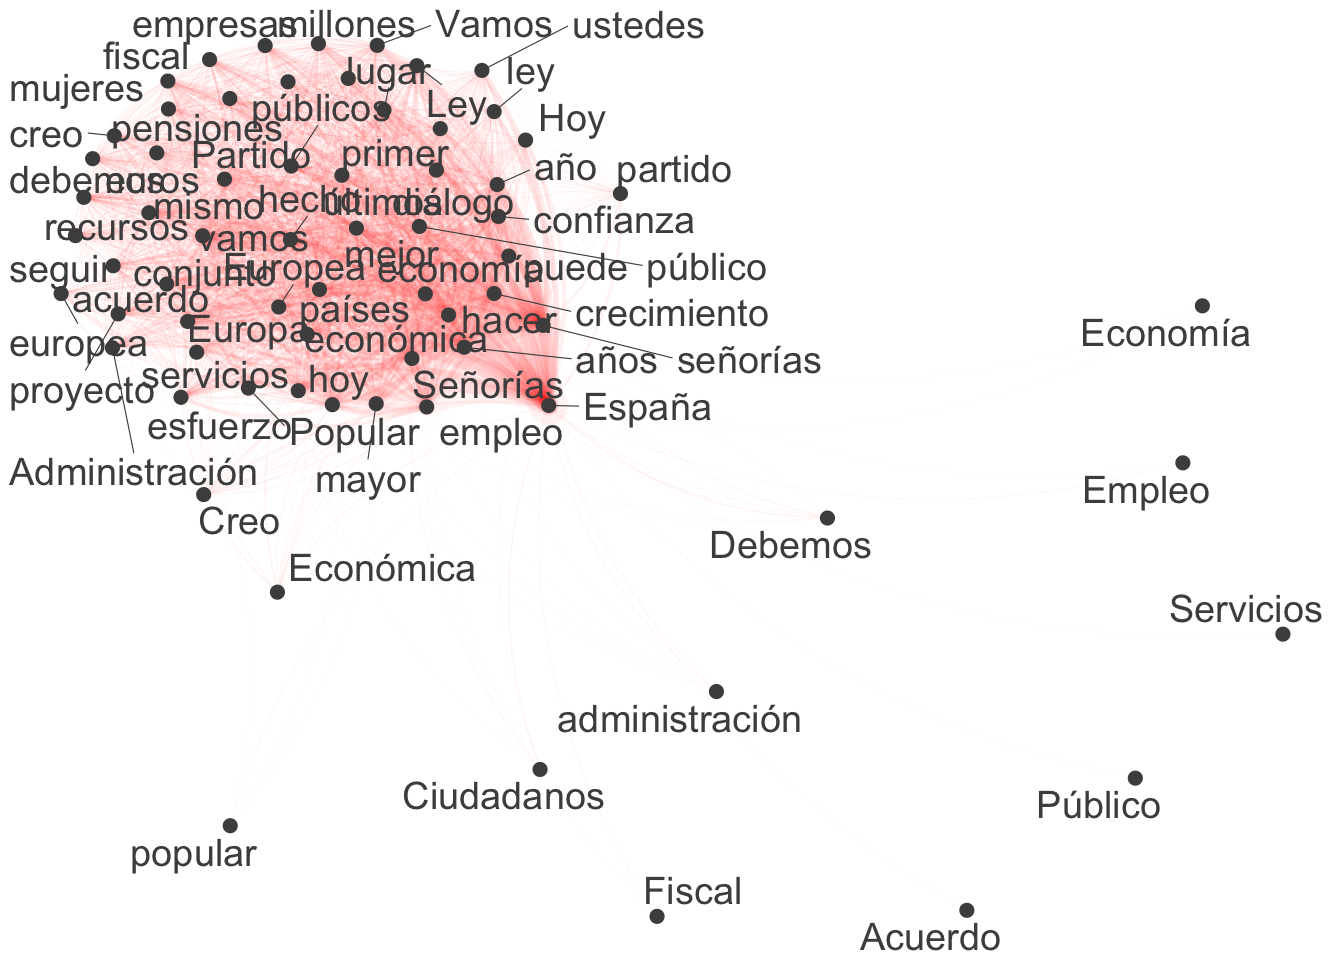 empresas
millones
Vamos
ustedes
fiscal
lugar
ley
mujeres
públicos
Ley
Hoy
creo
pensiones
Partido
primer
año
partido
debemos
euros
mismo
hecho
últimos
diálogo
confianza
recursos
vamos
mejor
seguir
conjunto
Europea
economía
puede
público
acuerdo
países
hacer
crecimiento
europea
Europa
económica
años
señorías
proyecto
servicios
hoy
Señorías
España
esfuerzo
Popular
empleo
Administración
mayor
Creo
Económica
Economía
Empleo
Debemos
Servicios
administración
Ciudadanos
Público
popular
Fiscal
Acuerdo